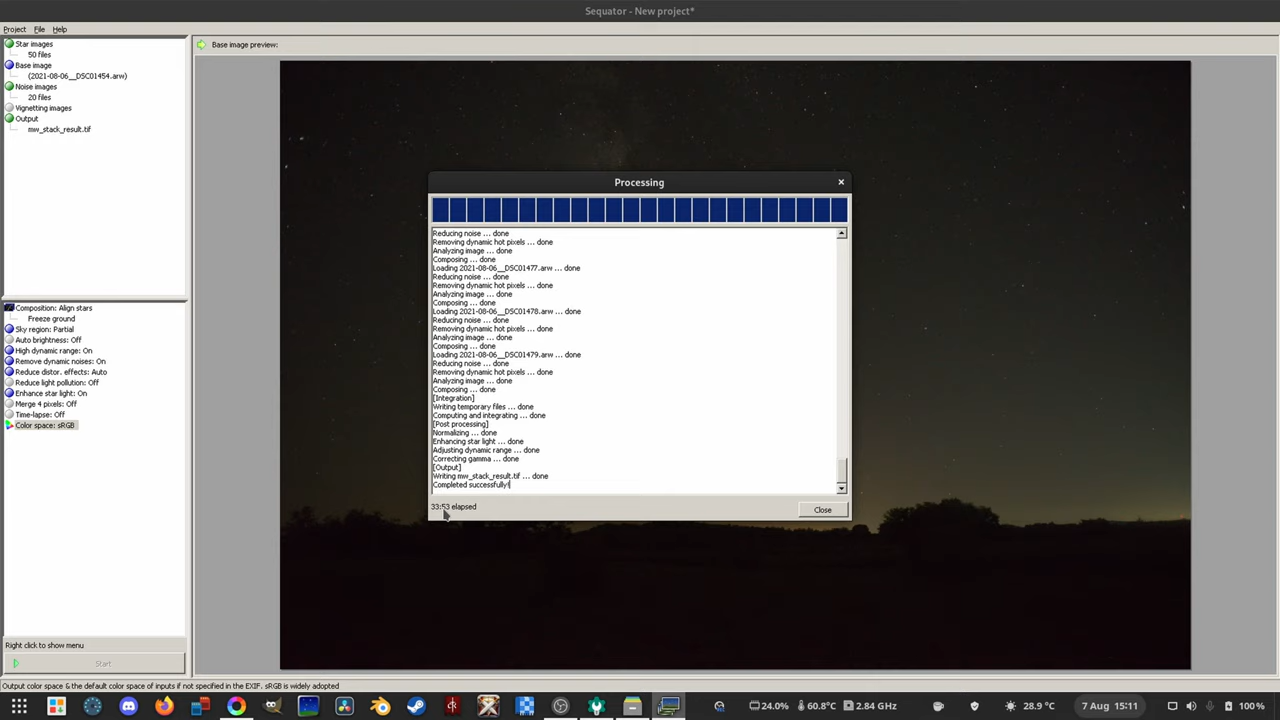 Sequator - New project*
Project File Help
Star images
50 files
Base image
(2021-08-06__DSC01454.arw)
Noise images
20 files
Vignetting images
Output
mw_stack_result.tif
Base image preview:
Processing
Reducing noise ... done
Removing dynamic hot pixels ... done
Analyzing image ... done
Composing ... done
Loading 2021-08-06__DSC01477.arw ... done
Reducing noise ... done
Removing dynamic hot pixels ... done
Analyzing image ... done
Composing ... done
Loading 2021-08-06__DSC01478.arw ... done
Reducing noise ... done
Removing dynamic hot pixels ... done
Analyzing image ... done
Composing ... done
Loading 2021-08-06__DSC01479.arw ... done
Reducing noise ... done
Removing dynamic hot pixels ... done
Analyzing image ... done
Composing ... done
[Integration]
Writing temporary files ... done
Computing and integrating ... done
[Post processing]
Normalizing ... done
Enhancing star light ... done
Adjusting dynamic range ... done
Correcting gamma ... done
[Output]
Writing mw_stack_result.tif ... done
Completed successfully!
33:53 elapsed
Close
Composition: Align stars
Freeze ground
Sky region: Partial
Auto brightness: Off
High dynamic range: On
Remove dynamic noises: On
Reduce distor. effects: Auto
Reduce light pollution: Off
Enhance star light: On
Merge 4 pixels: Off
Time-lapse: Off
Color space: sRGB
Right click to show menu
Start
Output color space & the default color space of inputs if not specified in the EXIF. sRGB is widely adopted
24.0% 60.8°C 2.84 GHz 28.9 °C 7 Aug 15:11 100%